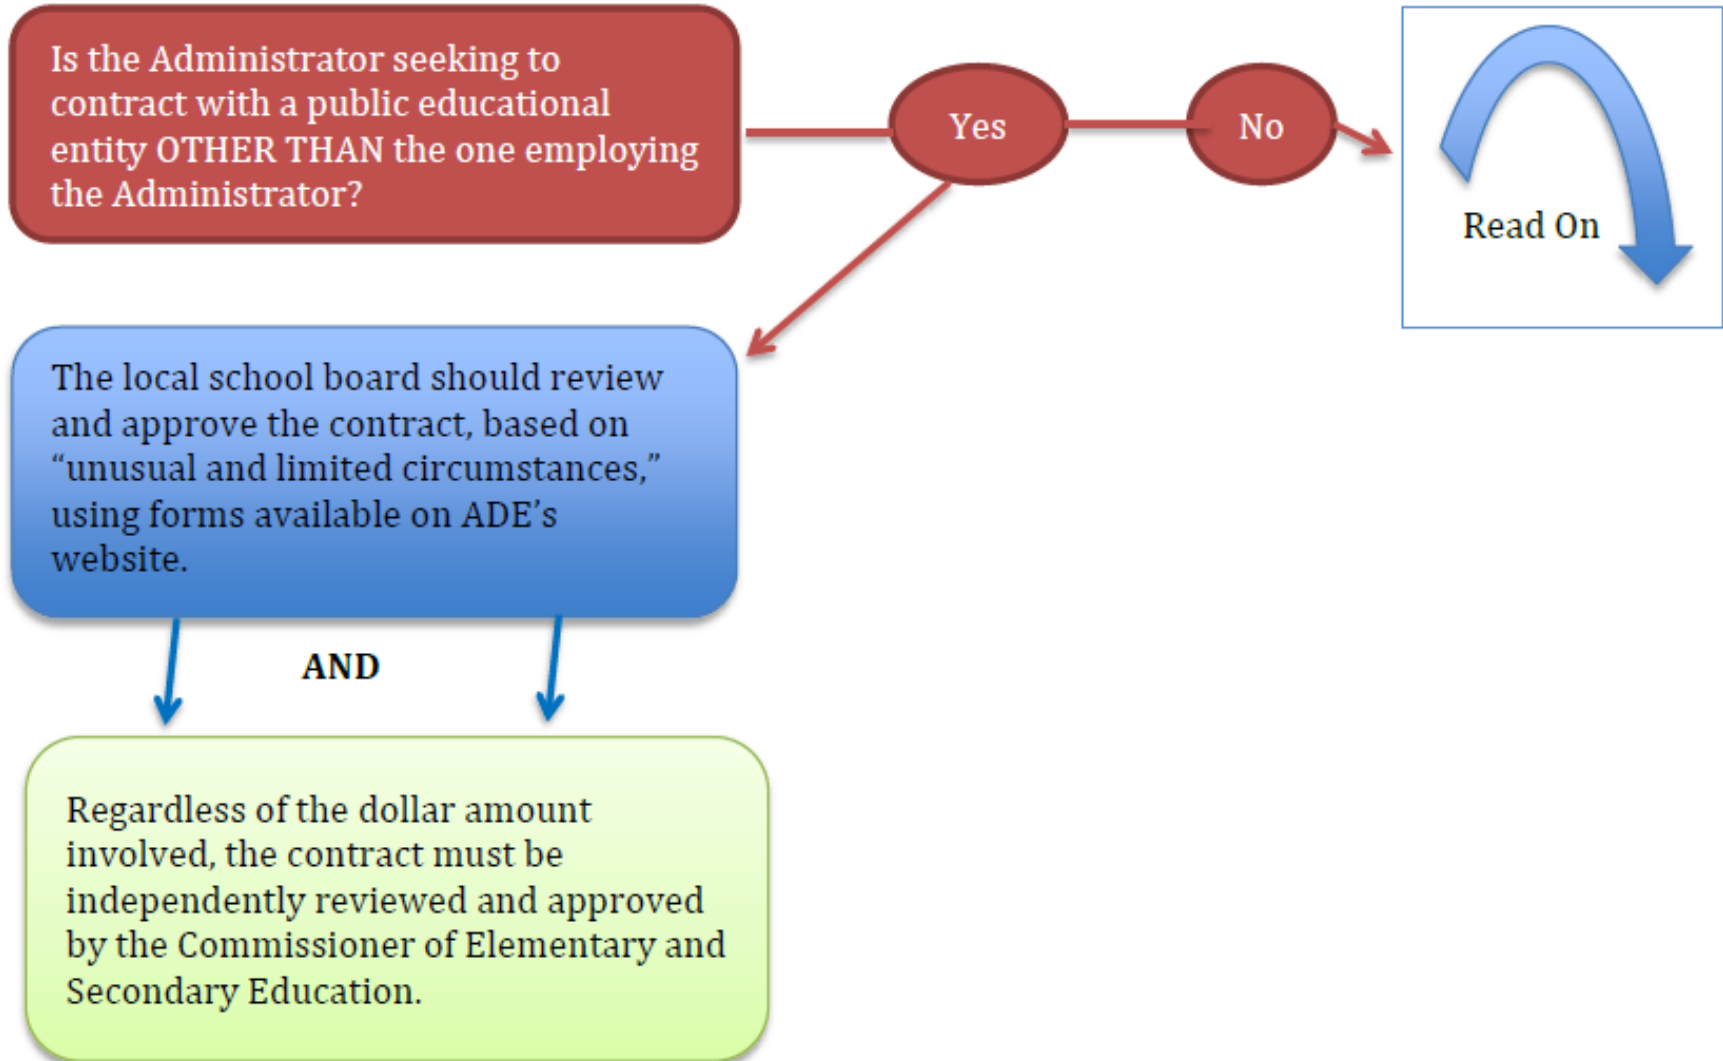 Is the Administrator seeking to
contract with a public educational
entity OTHER THAN the one employing
the Administrator?
Yes
No
Read On
The local school board should review
and approve the contract, based on
“unusual and limited circumstances,”
using forms available on ADE’s
website.
AND
Regardless of the dollar amount
involved, the contract must be
independently reviewed and approved
by the Commissioner of Elementary and
Secondary Education.